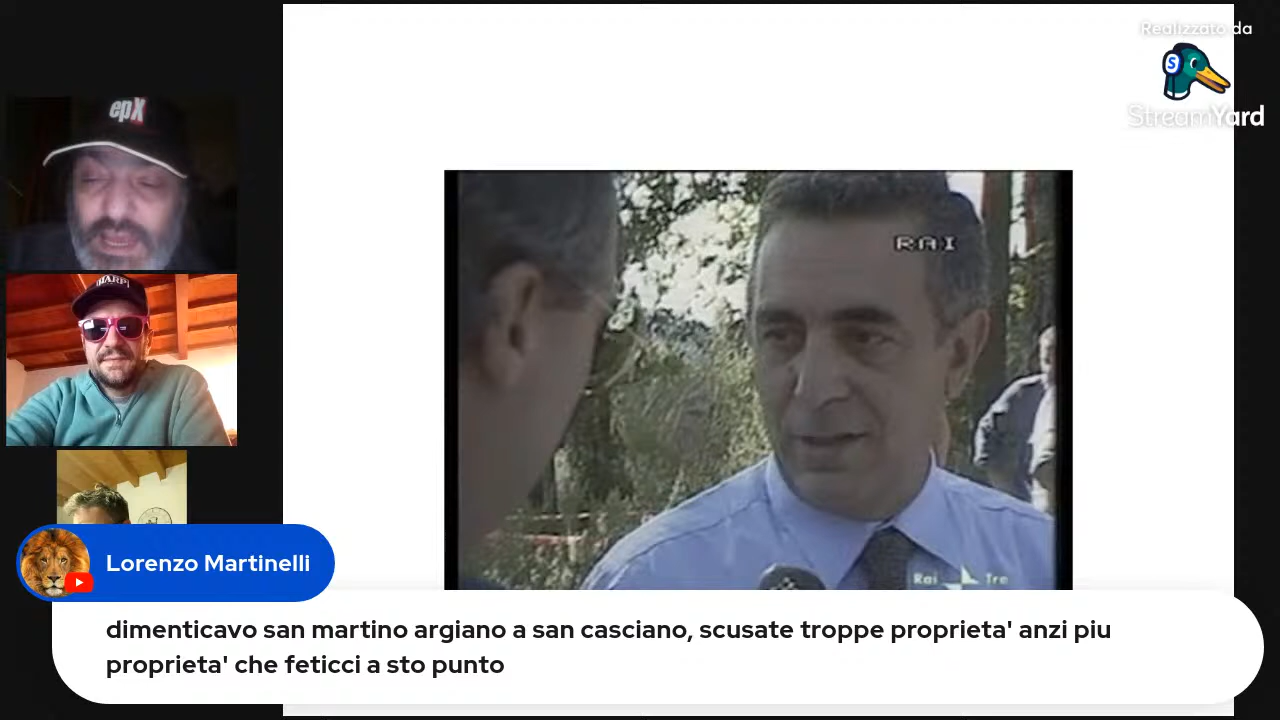 Realizzato da
StreamYard
epX
RAI
Rai Tre
Lorenzo Martinelli
dimenticavo san martino argiano a san casciano, scusate troppe proprieta' anzi piu
proprieta' che feticci a sto punto